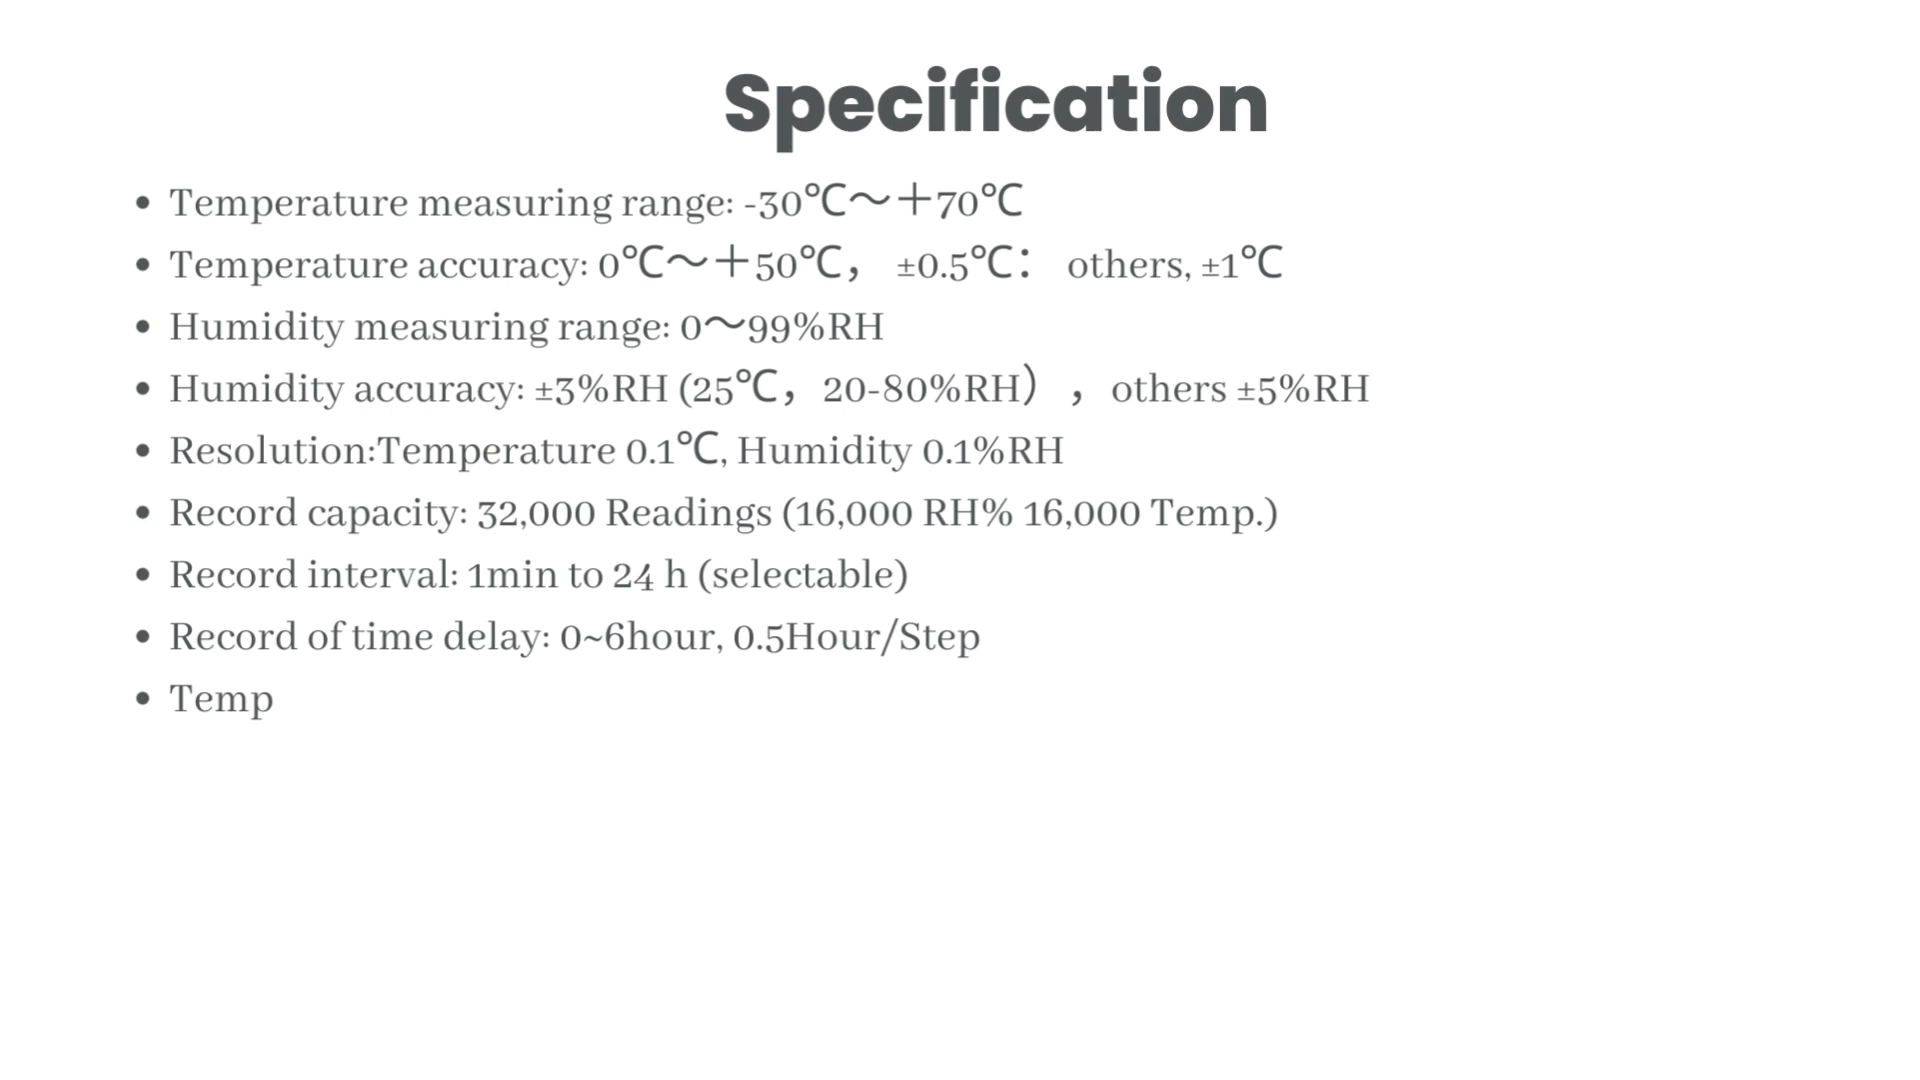 Specification
• Temperature measuring range: -30℃～＋70℃
• Temperature accuracy: 0℃～＋50℃， ±0.5℃： others, ±1℃
• Humidity measuring range: 0～99%RH
• Humidity accuracy: ±3%RH (25℃，20-80%RH），others ±5%RH
• Resolution:Temperature 0.1℃, Humidity 0.1%RH
• Record capacity: 32,000 Readings (16,000 RH% 16,000 Temp.)
• Record interval: 1min to 24 h (selectable)
• Record of time delay: 0~6hour, 0.5Hour/Step
• Temp